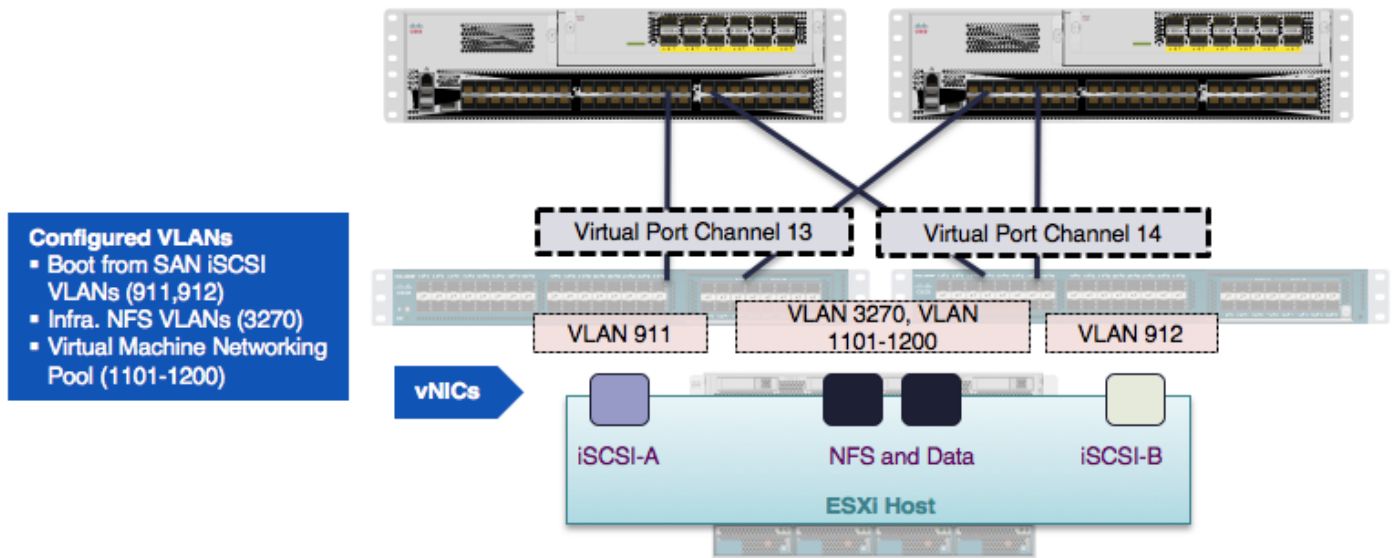 Virtual Port Channel 13
Virtual Port Channel 14
Configured VLANs
▪ Boot from SAN iSCSI
VLANs (911,912)
▪ Infra. NFS VLANs (3270)
▪ Virtual Machine Networking
Pool (1101-1200)
VLAN 911
VLAN 3270, VLAN
1101-1200
VLAN 912
vNICs
iSCSI-A
NFS and Data
iSCSI-B
ESXi Host